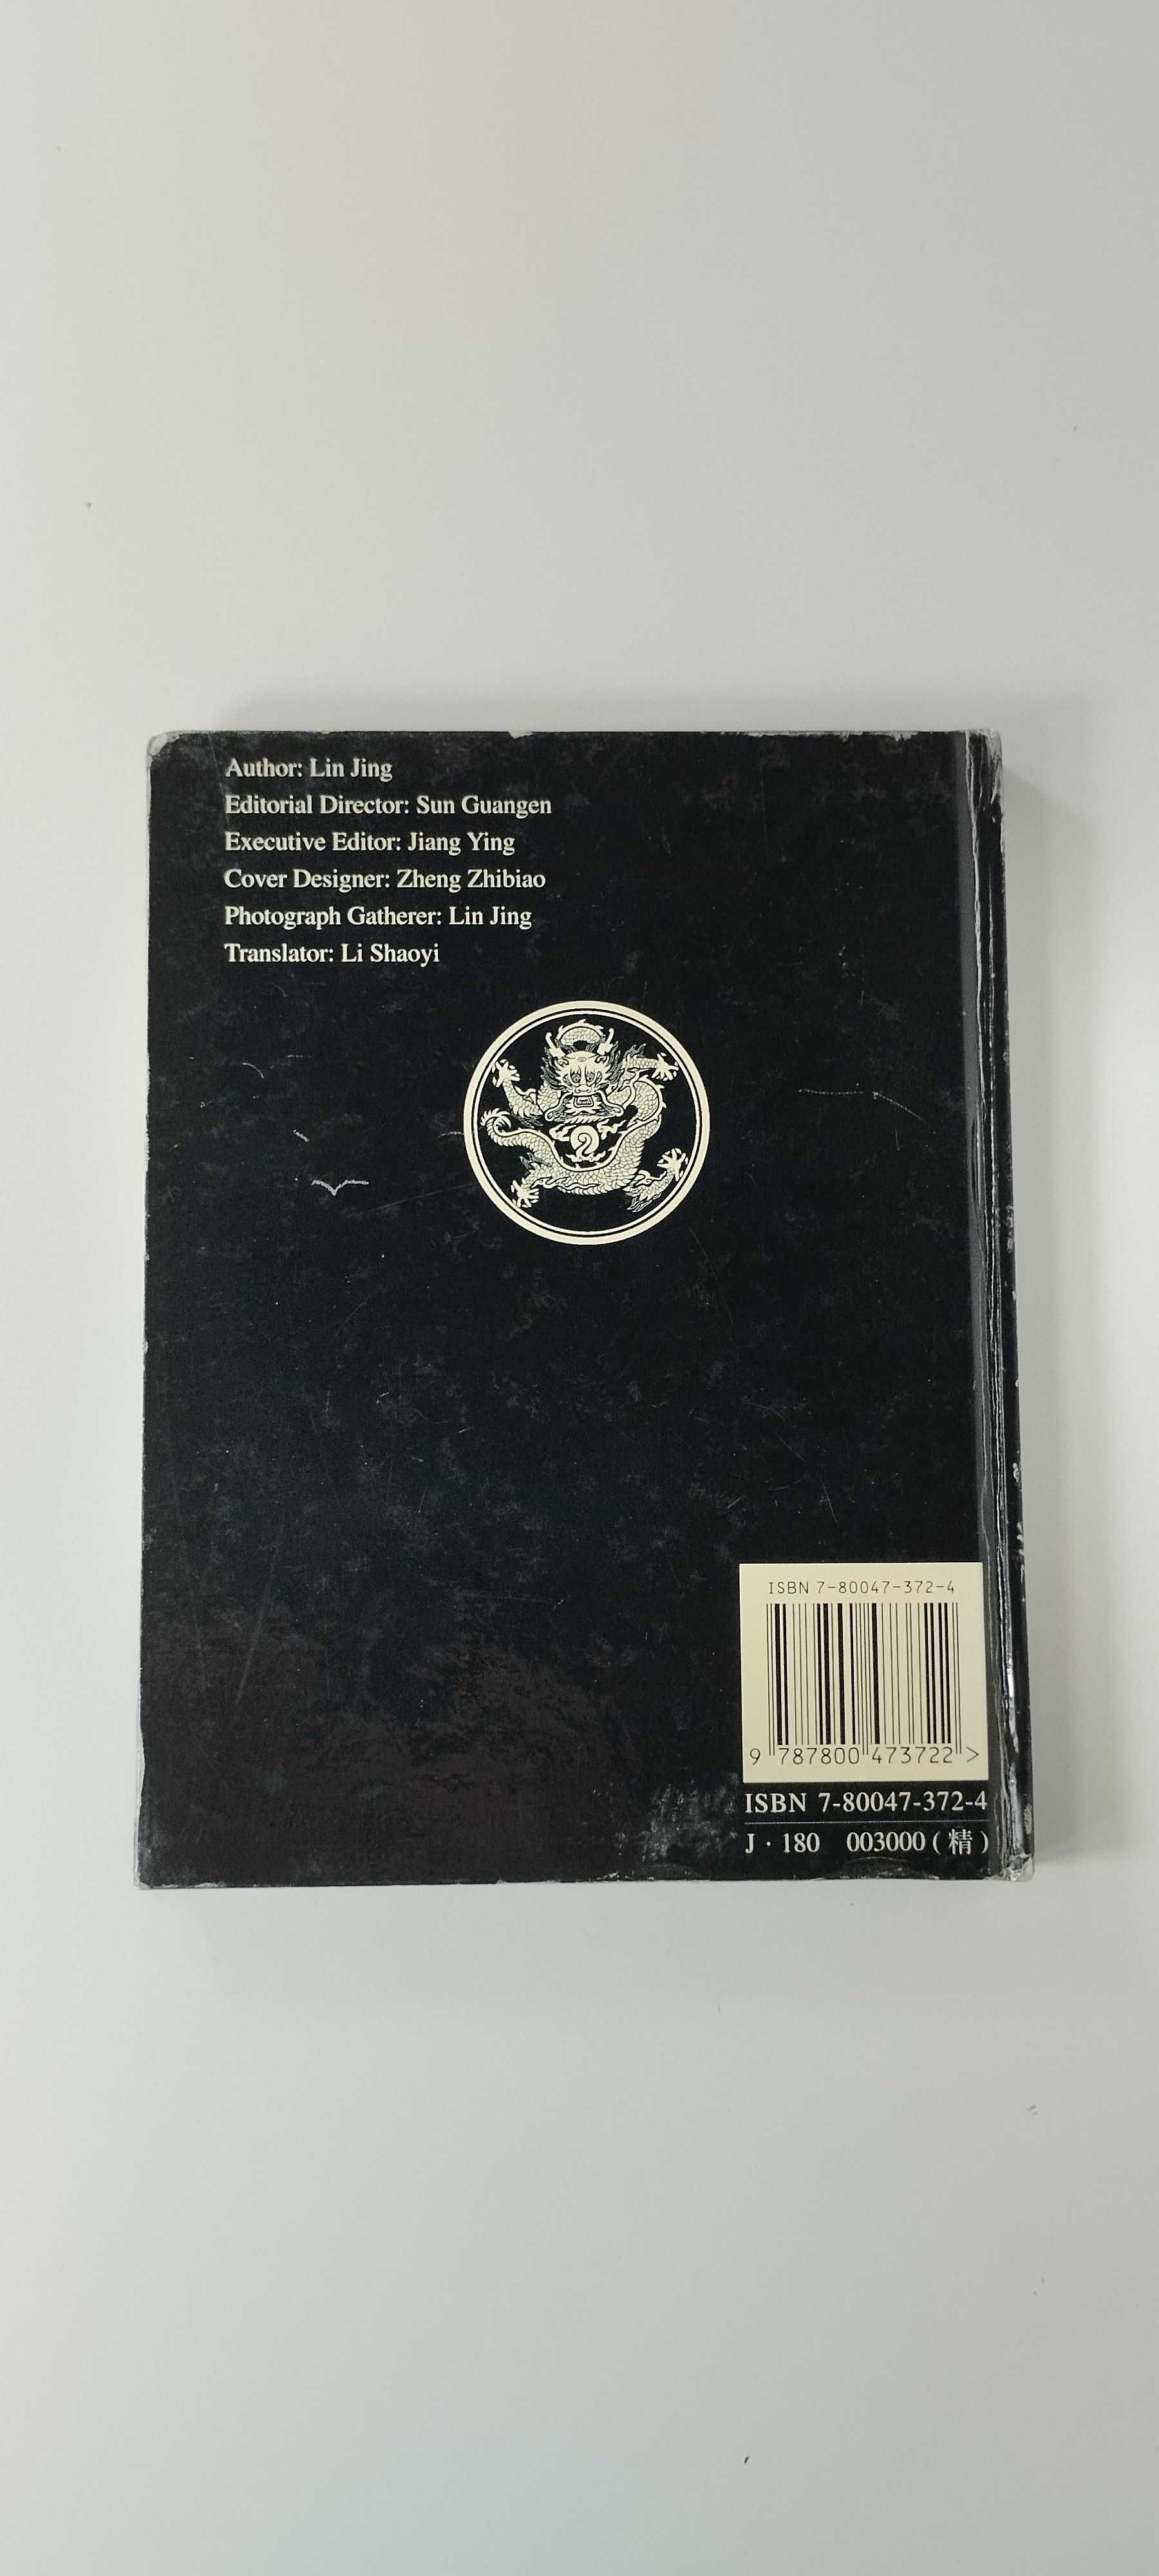 Author: Lin Jing
Editorial Director: Sun Guangen
Executive Editor: Jiang Ying
Cover Designer: Zheng Zhibiao
Photograph Gatherer: Lin Jing
Translator: Li Shaoyi
ISBN 7-80047-372-4
9 787800 473722 >
ISBN 7-80047-372-4
J · 180 003000 ( 精 )